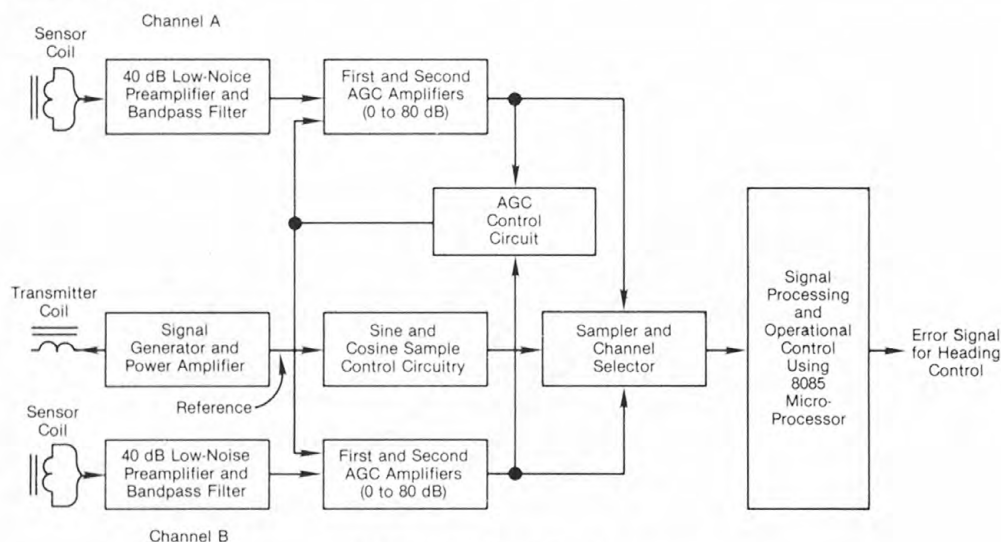 Channel A
Sensor
Coil
40 dB Low-Noice
Preamplifier and
Bandpass Filter
First and Second
AGC Amplifiers
(0 to 80 dB)
AGC
Control
Circuit
Transmitter
Coil
Signal
Generator and
Power Amplifier
Reference
Sine and
Cosine Sample
Control Circuitry
Sampler and
Channel
Selector
Signal
Processing
and
Operational
Control
Using
8085
Micro-
Processor
Error Signal
for Heading
Control
Sensor
Coil
40 dB Low-Noise
Preamplifier and
Bandpass Filter
First and Second
AGC Amplifiers
(0 to 80 dB)
Channel B